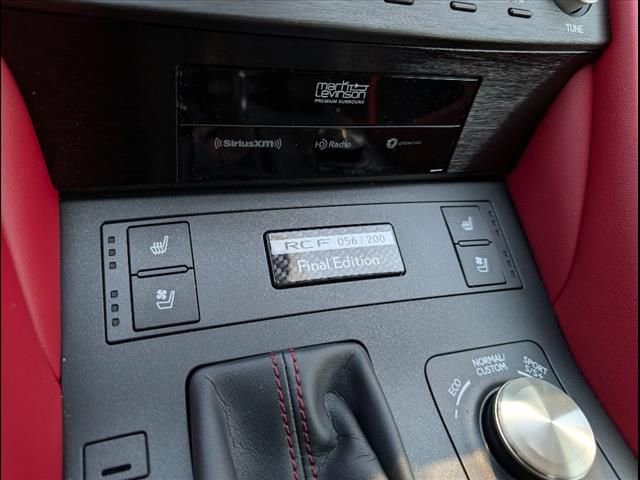 TUNE
mark
Levinson
PREMIUM SURROUND
((SiriusXM))
HD Radio
RC F 056/200
Final Edition
ECO
NORMAL/
CUSTOM
SPORT
S/S+